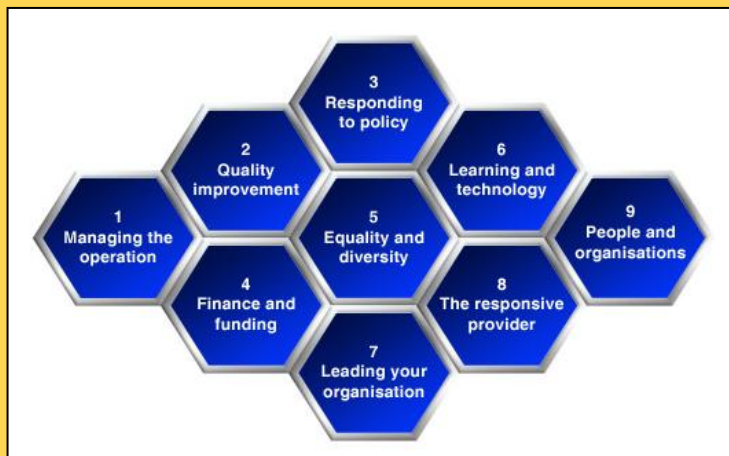 1
Managing the
operation
2
Quality
improvement
3
Responding
to policy
4
Finance and
funding
5
Equality and
diversity
6
Learning and
technology
7
Leading your
organisation
8
The responsive
provider
9
People and
organisations